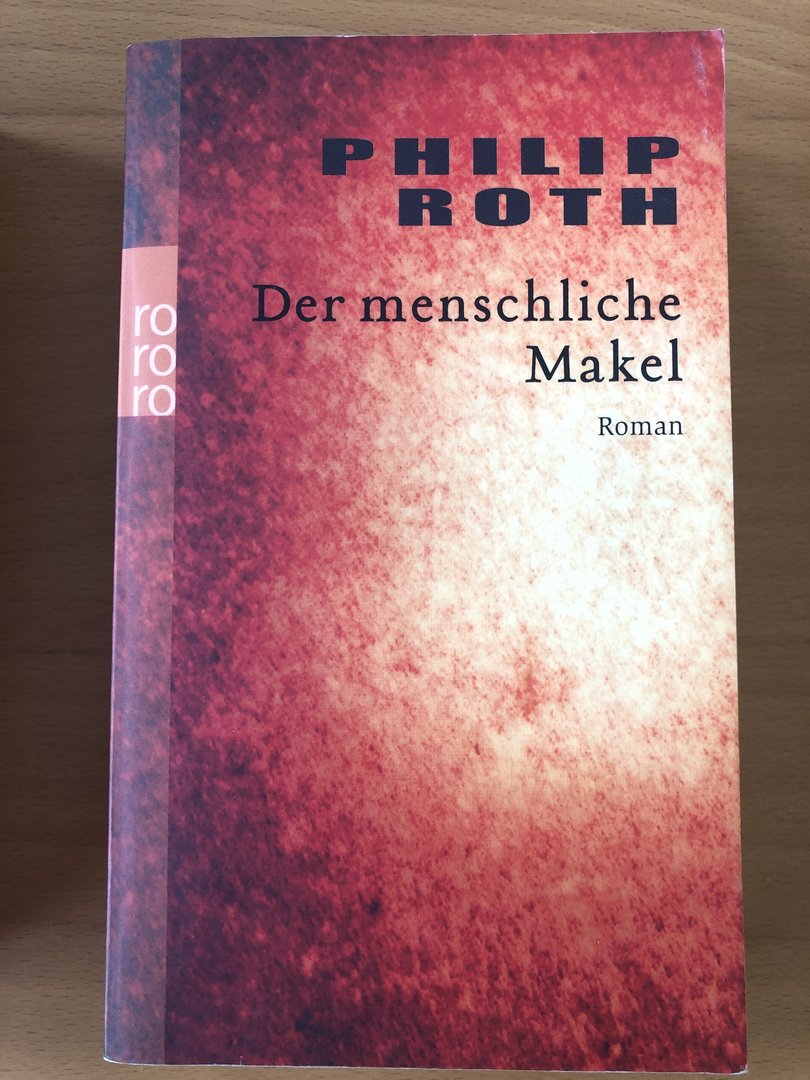 PHILIP
ROTH
Der menschliche
Makel
Roman
ro
ro
ro